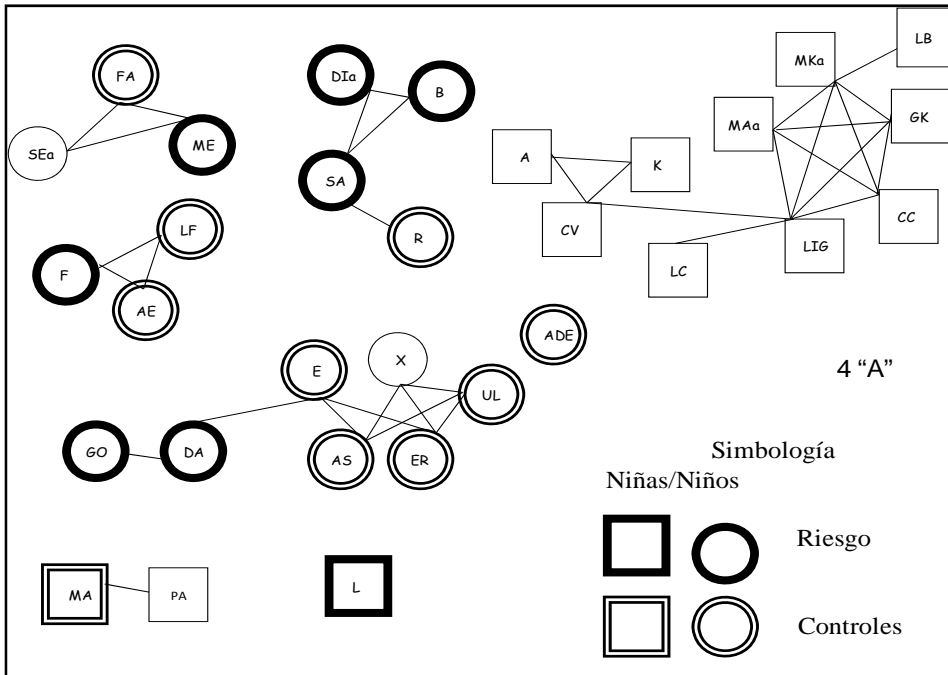 LB
MKa
FA
DIa
B
GK
MAa
ME
SEa
A
K
SA
LF
R
CV
CC
LIG
LC
F
AE
ADE
E
X
4 “A”
UL
GO
DA
AS
ER
Simbología
Niñas/Niños
Riesgo
MA
PA
L
Controles